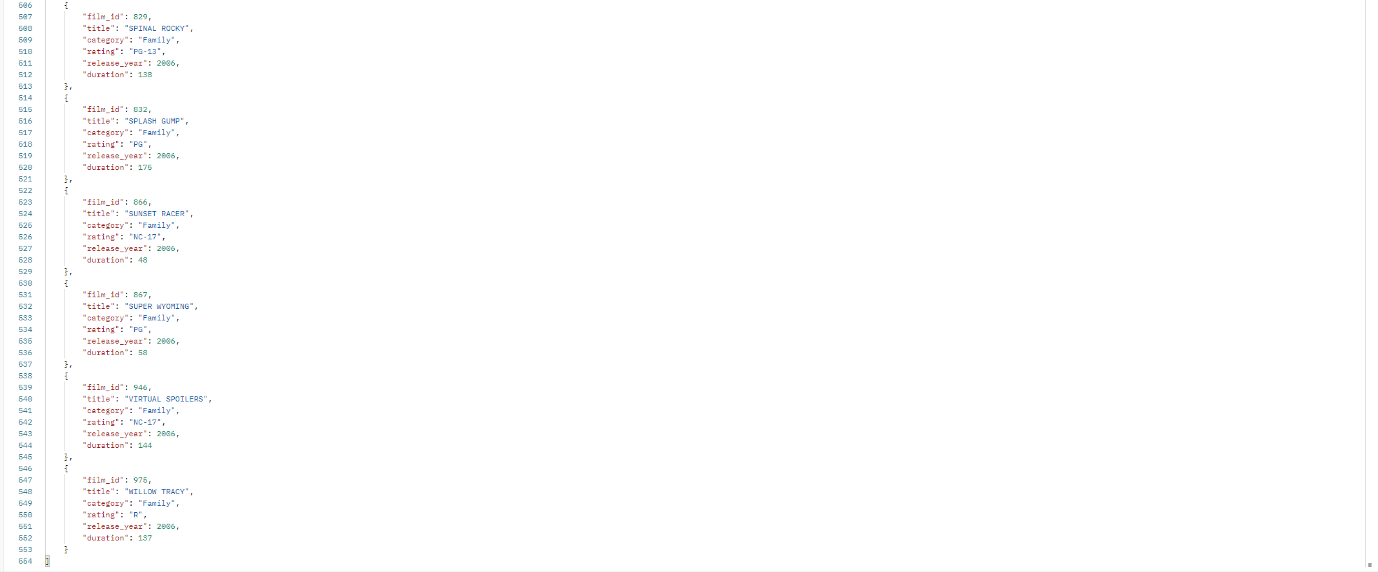 506 {
507 "film_id": 829,
508 "title": "SPINAL ROCKY",
509 "category": "Family",
510 "rating": "PG-13",
511 "release_year": 2006,
512 "duration": 138
513 },
514 {
515 "film_id": 832,
516 "title": "SPLASH GUMP",
517 "category": "Family",
518 "rating": "PG",
519 "release_year": 2006,
520 "duration": 175
521 },
522 {
523 "film_id": 866,
524 "title": "SUNSET RACER",
525 "category": "Family",
526 "rating": "NC-17",
527 "release_year": 2006,
528 "duration": 48
529 },
530 {
531 "film_id": 867,
532 "title": "SUPER WYOMING",
533 "category": "Family",
534 "rating": "PG",
535 "release_year": 2006,
536 "duration": 58
537 },
538 {
539 "film_id": 946,
540 "title": "VIRTUAL SPOILERS",
541 "category": "Family",
542 "rating": "NC-17",
543 "release_year": 2006,
544 "duration": 144
545 },
546 {
547 "film_id": 975,
548 "title": "WILLOW TRACY",
549 "category": "Family",
550 "rating": "R",
551 "release_year": 2006,
552 "duration": 137
553 }
554 ]